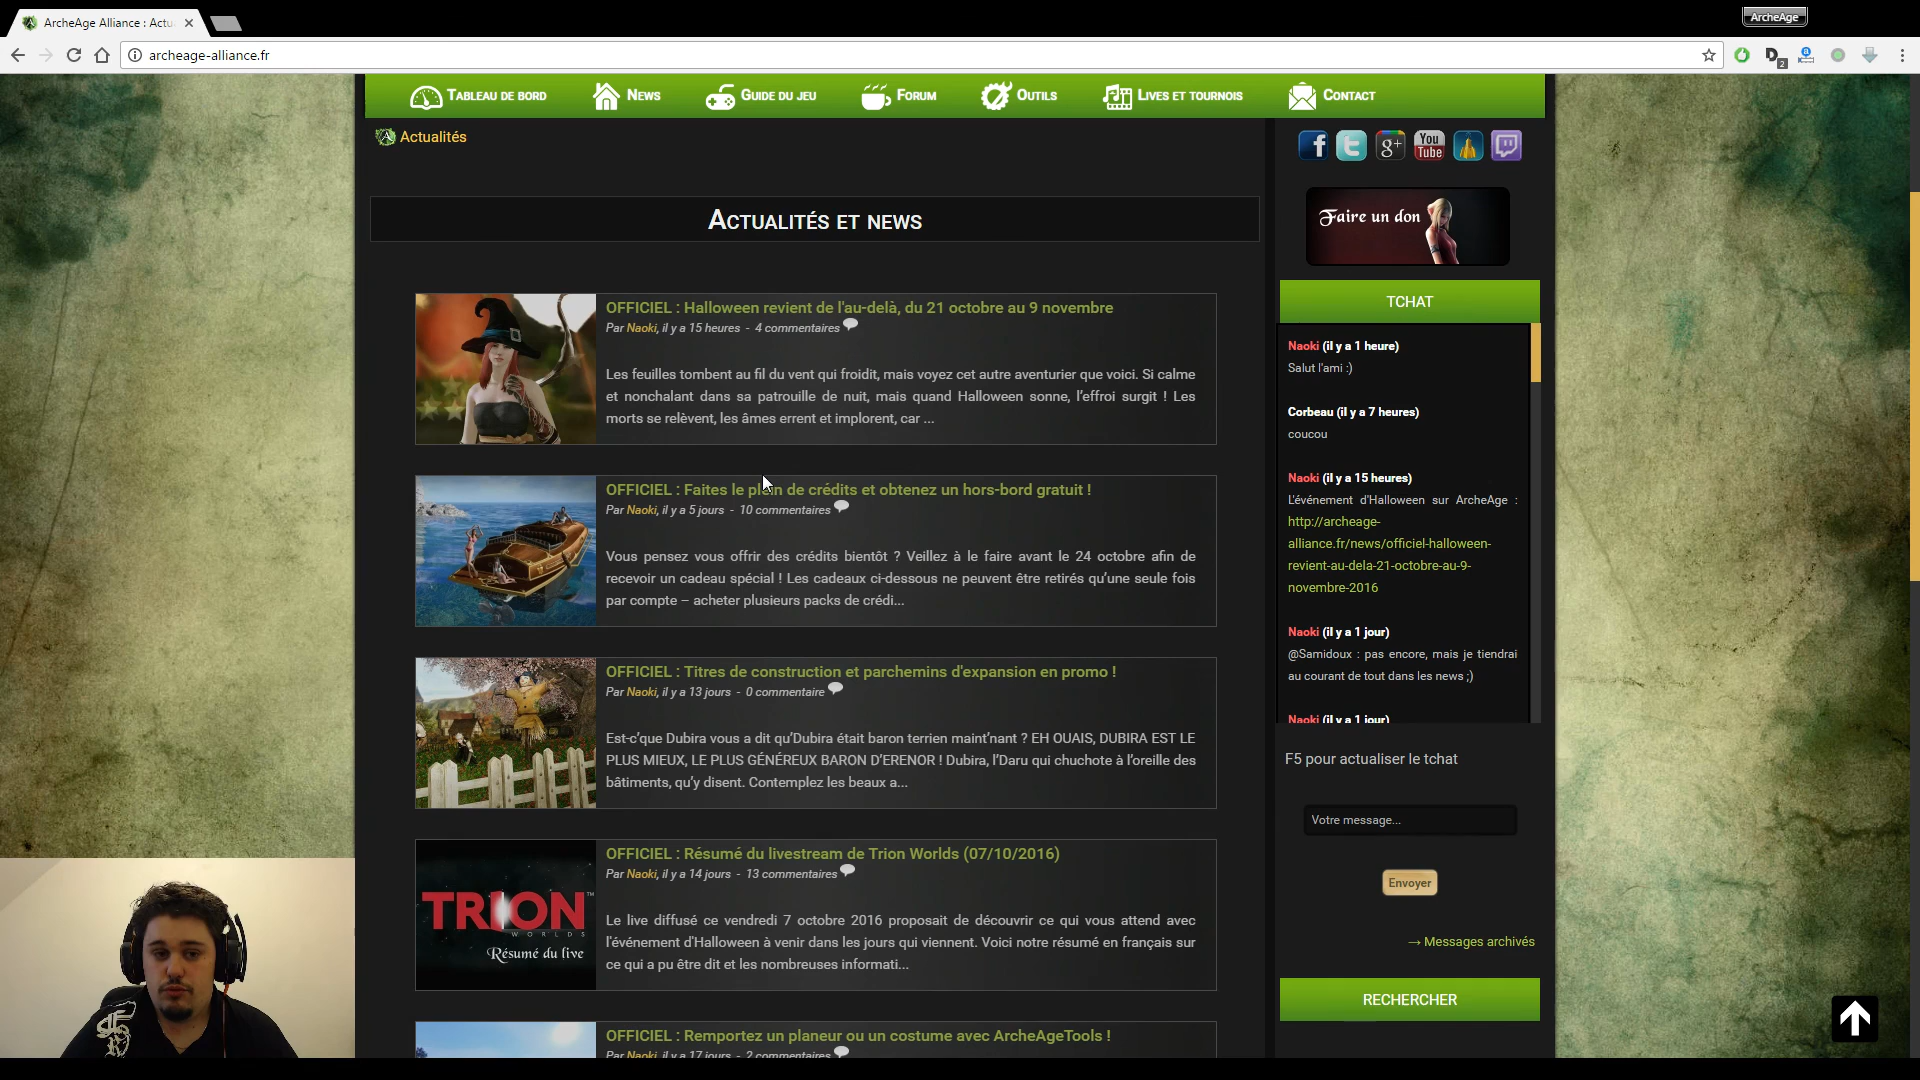 ArcheAge Alliance : Actu
ArcheAge
archeage-alliance.fr
2
Tableau de bord
News
Guide du jeu
Forum
Outils
Lives et tournois
Contact
Actualités
Actualités et news
OFFICIEL : Halloween revient de l'au-delà, du 21 octobre au 9 novembre
Par Naoki, il y a 15 heures - 4 commentaires
Les feuilles tombent au fil du vent qui froidit, mais voyez cet autre aventurier que voici. Si calme
et nonchalant dans sa patrouille de nuit, mais quand Halloween sonne, l'effroi surgit ! Les
morts se relèvent, les âmes errent et implorent, car ...
OFFICIEL : Faites le plein de crédits et obtenez un hors-bord gratuit !
Par Naoki, il y a 5 jours - 10 commentaires
Vous pensez vous offrir des crédits bientôt ? Veillez à le faire avant le 24 octobre afin de
recevoir un cadeau spécial ! Les cadeaux ci-dessous ne peuvent être retirés qu'une seule fois
par compte – acheter plusieurs packs de crédi...
OFFICIEL : Titres de construction et parchemins d'expansion en promo !
Par Naoki, il y a 13 jours - 0 commentaire
Est-c'que Dubira vous a dit qu'Dubira était baron terrien maint'nant ? EH OUAIS, DUBIRA EST LE
PLUS MIEUX, LE PLUS GÉNÉREUX BARON D'ERENOR ! Dubira, l'Daru qui chuchote à l'oreille des
bâtiments, qu'y disent. Contemplez les beaux a...
TRION
WORLDS
Résumé du live
OFFICIEL : Résumé du livestream de Trion Worlds (07/10/2016)
Par Naoki, il y a 14 jours - 13 commentaires
Le live diffusé ce vendredi 7 octobre 2016 proposait de découvrir ce qui vous attend avec
l'événement d'Halloween à venir dans les jours qui viennent. Voici notre résumé en français sur
ce qui a pu être dit et les nombreuses informati...
OFFICIEL : Remportez un planeur ou un costume avec ArcheAgeTools !
Par Naoki, il y a 17 jours - 2 commentaires
g+
You
Tube
Faire un don
TCHAT
Naoki (il y a 1 heure)
Salut l'ami :)
Corbeau (il y a 7 heures)
coucou
Naoki (il y a 15 heures)
L'événement d'Halloween sur ArcheAge :
http://archeage-
alliance.fr/news/officiel-halloween-
revient-au-dela-21-octobre-au-9-
novembre-2016
Naoki (il y a 1 jour)
@Samidoux : pas encore, mais je tiendrai
au courant de tout dans les news ;)
Naoki (il y a 1 jour)
F5 pour actualiser le tchat
Votre message...
Envoyer
→ Messages archivés
RECHERCHER